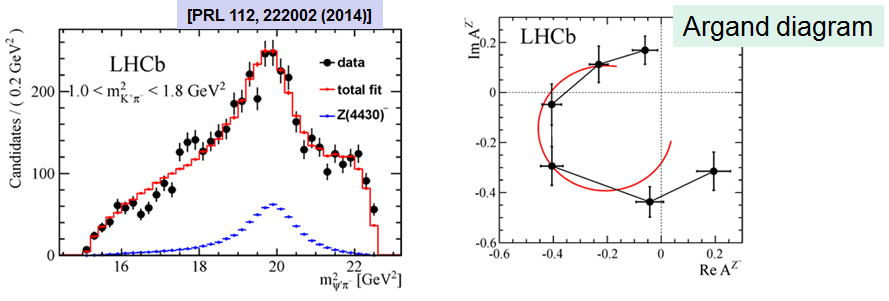 [PRL 112, 222002 (2014)]
LHCb
1.0 < m²K⁺π⁻ < 1.8 GeV²
data
total fit
Z(4430)⁻
Candidates / ( 0.2 GeV² )
200
100
0
16
18
20
22
m²ψ'π⁻ [GeV²]
Argand diagram
LHCb
Im A^Z⁻
0.2
0
-0.2
-0.4
-0.6
-0.6
-0.4
-0.2
0
0.2
Re A^Z⁻